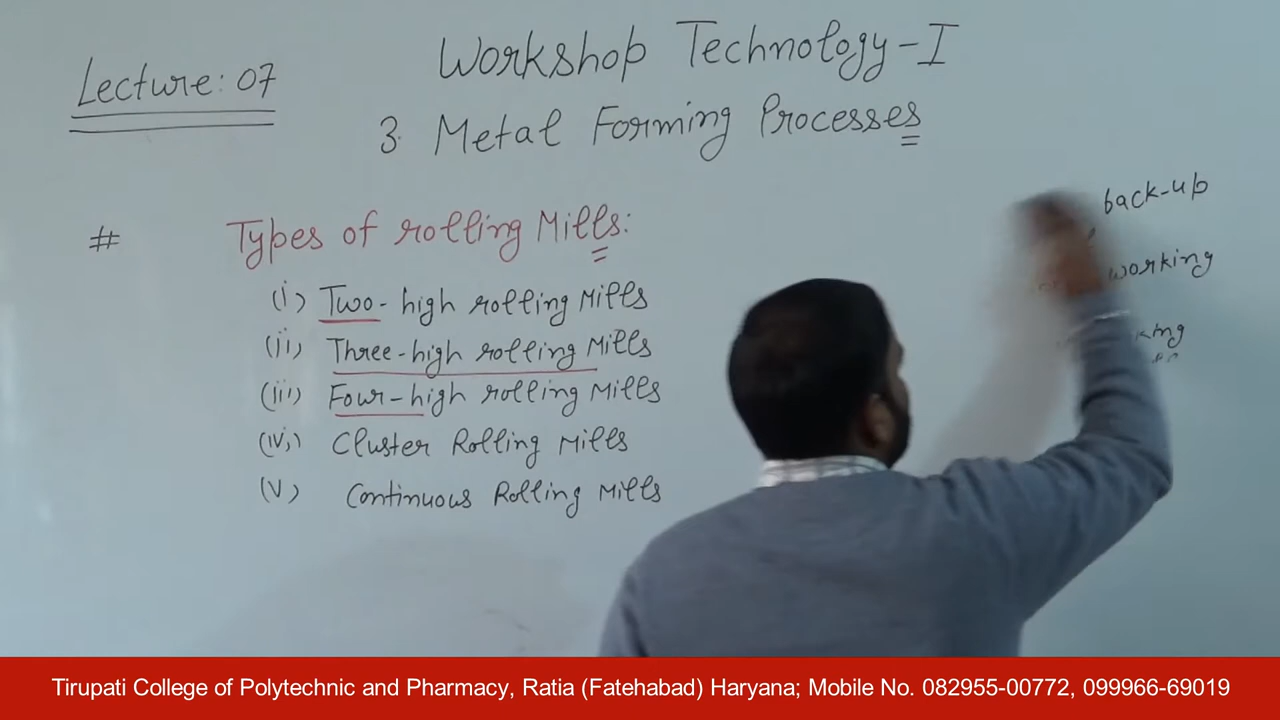 Lecture: 07
Workshop Technology-I
3. Metal Forming Processes
# Types of rolling Mills:
(i) Two-high rolling Mills
(ii) Three-high rolling Mills
(iii) Four-high rolling Mills
(iv) Cluster Rolling Mills
(v) Continuous Rolling Mills
back-up
working
Tirupati College of Polytechnic and Pharmacy, Ratia (Fatehabad) Haryana; Mobile No. 082955-00772, 099966-69019